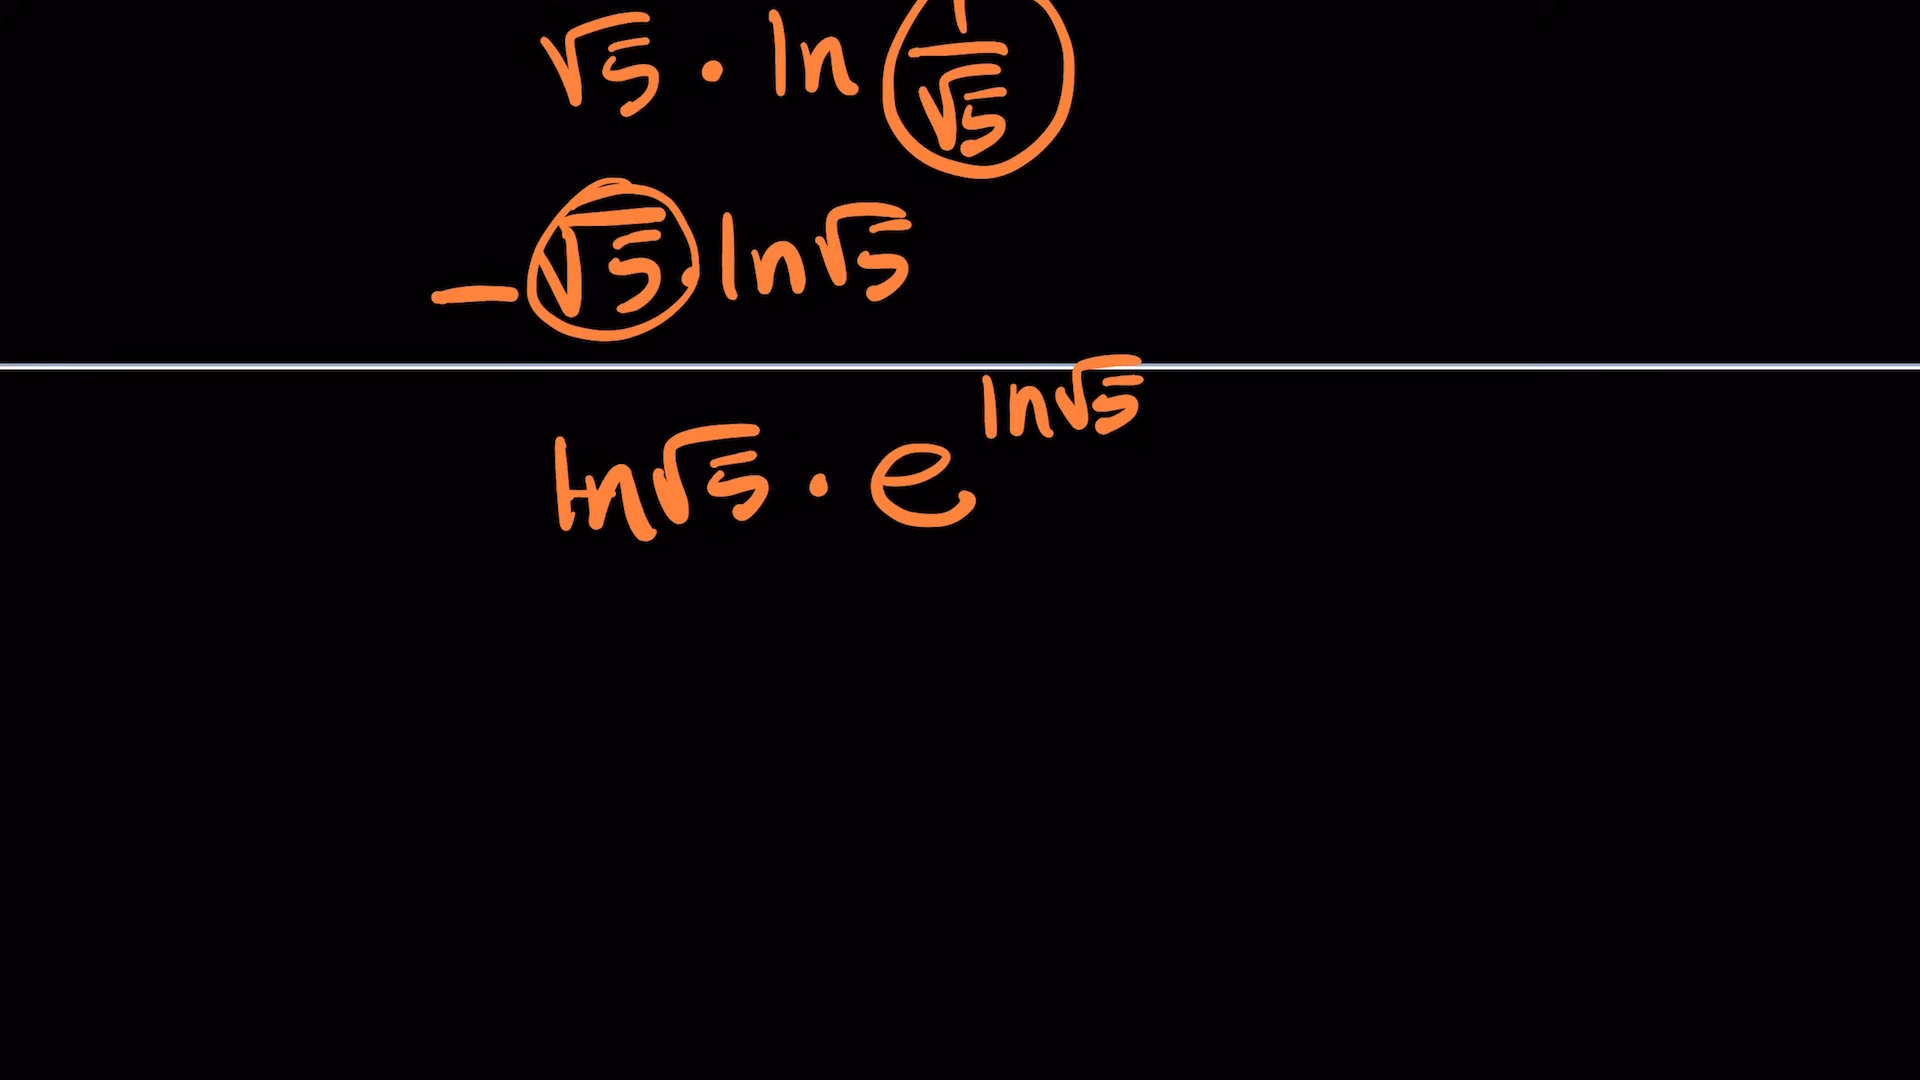 √5 · ln 1/√5
- √5 · ln√5
ln√5 · e^ln√5